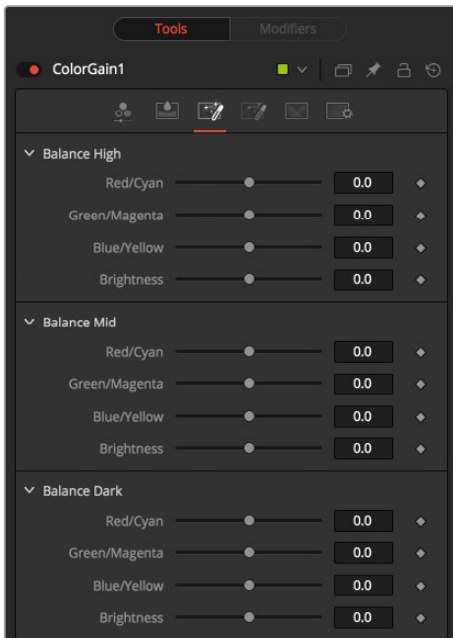 Tools Modifiers
ColorGain1
Balance High
Red/Cyan 0.0
Green/Magenta 0.0
Blue/Yellow 0.0
Brightness 0.0
Balance Mid
Red/Cyan 0.0
Green/Magenta 0.0
Blue/Yellow 0.0
Brightness 0.0
Balance Dark
Red/Cyan 0.0
Green/Magenta 0.0
Blue/Yellow 0.0
Brightness 0.0